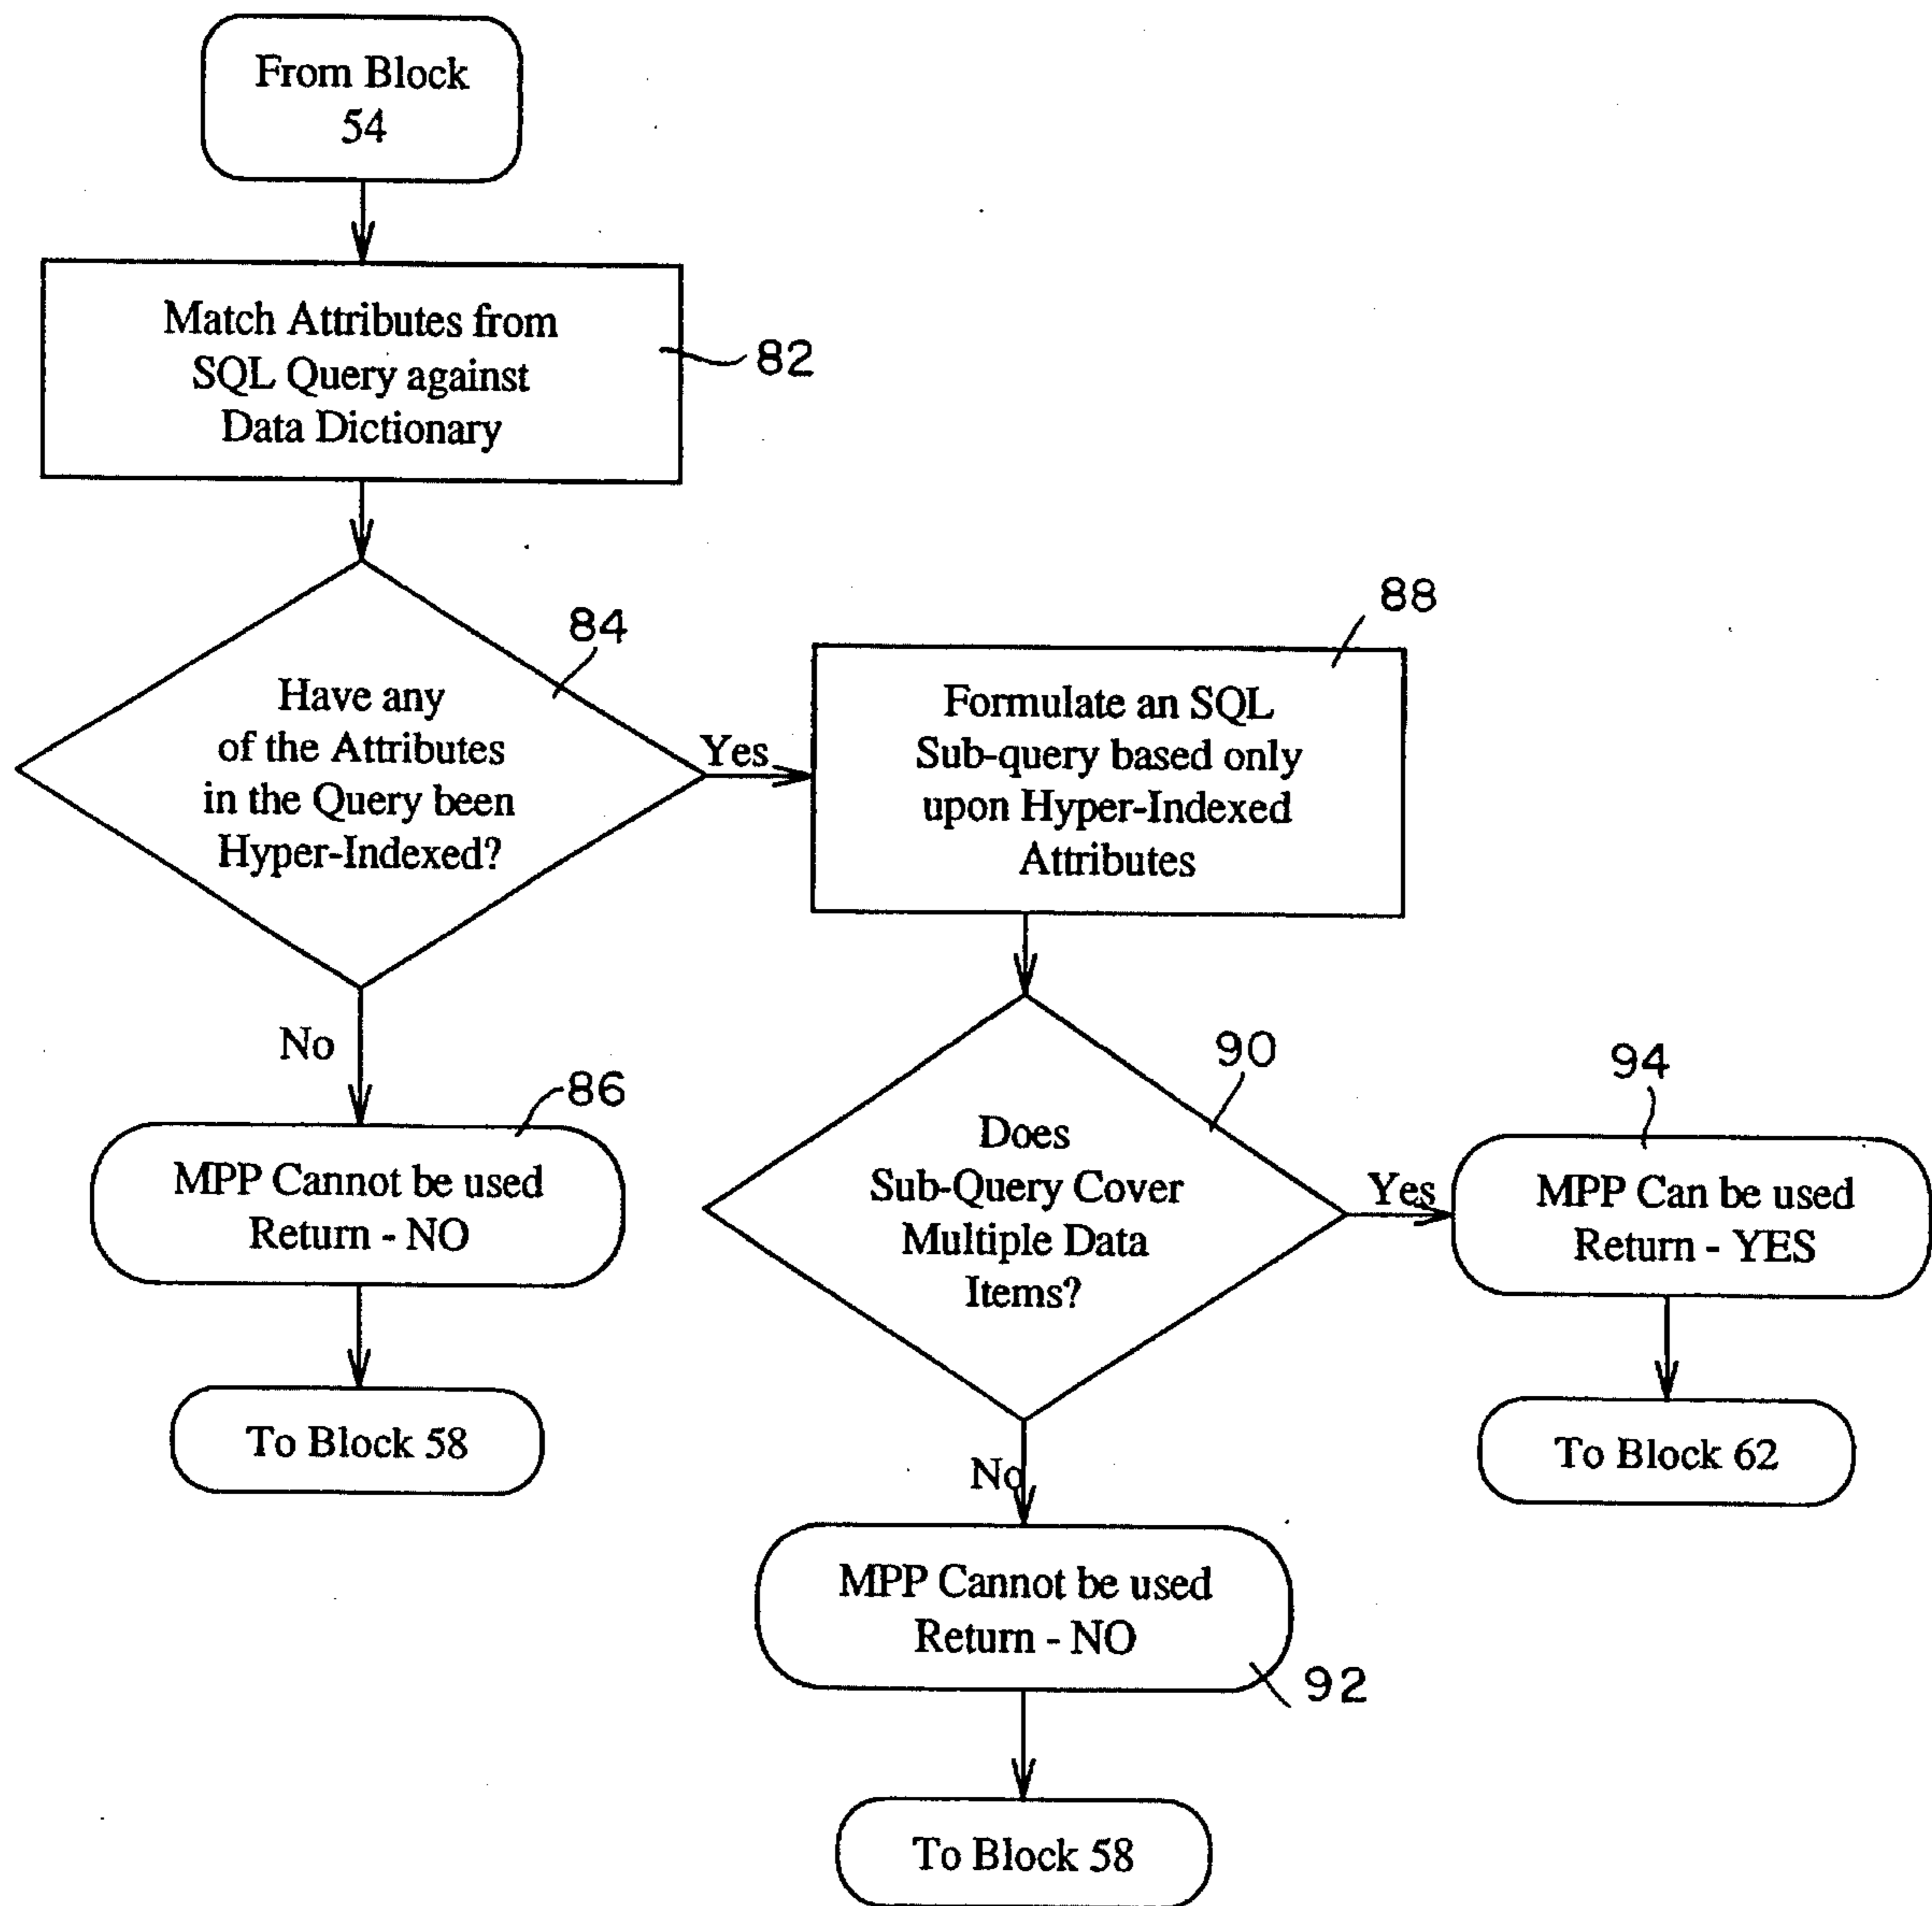 From Block
54
Match Attributes from
SQL Query against
Data Dictionary
82
Have any
of the Attributes
in the Query been
Hyper-Indexed?
84
Yes
No
88
Formulate an SQL
Sub-query based only
upon Hyper-Indexed
Attributes
86
MPP Cannot be used
Return - NO
To Block 58
90
Does
Sub-Query Cover
Multiple Data
Items?
Yes
No
94
MPP Can be used
Return - YES
To Block 62
MPP Cannot be used
Return - NO
92
To Block 58